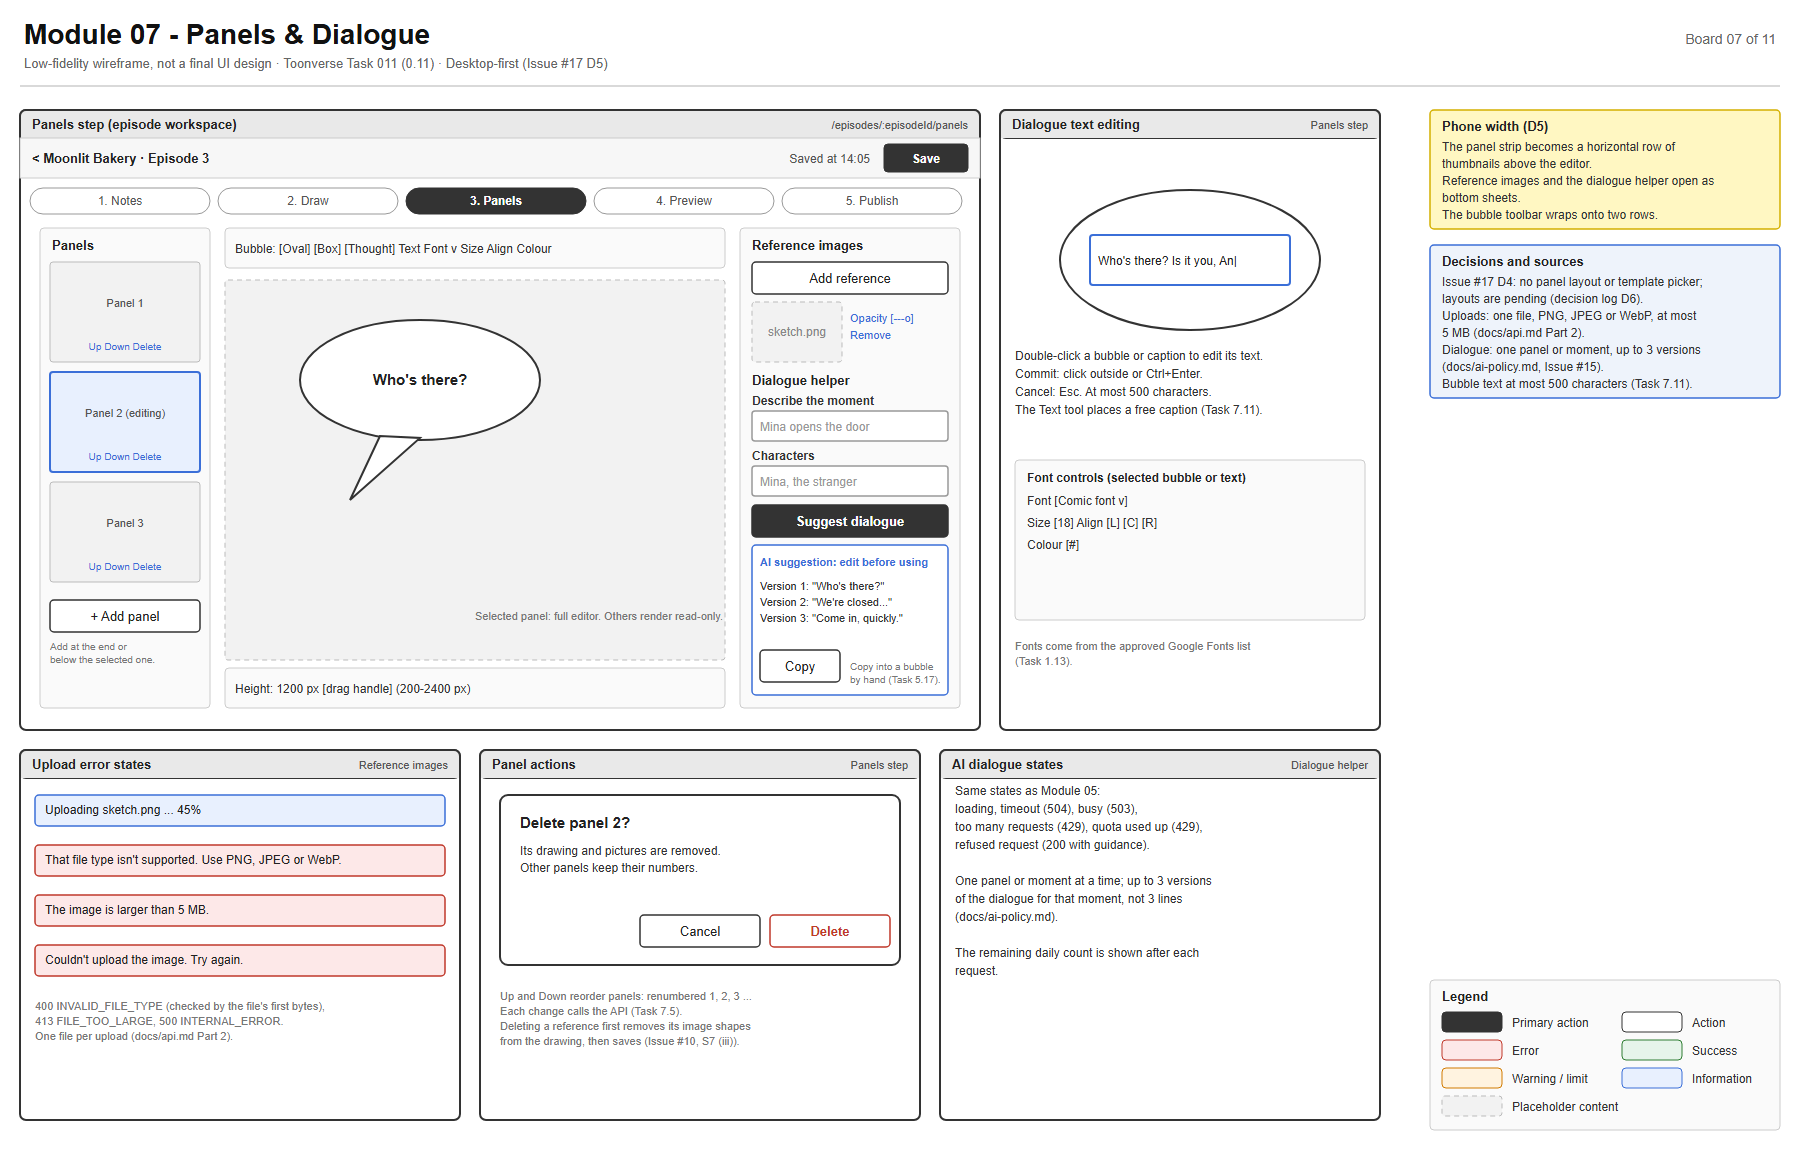 Module 07 - Panels & Dialogue
Board 07 of 11
Low-fidelity wireframe, not a final UI design · Toonverse Task 011 (0.11) · Desktop-first (Issue #17 D5)
Panels step (episode workspace)
/episodes/:episodeId/panels
< Moonlit Bakery · Episode 3
Saved at 14:05
Save
1. Notes
2. Draw
3. Panels
4. Preview
5. Publish
Panels
Panel 1
Up Down Delete
Panel 2 (editing)
Up Down Delete
Panel 3
Up Down Delete
+ Add panel
Add at the end or
below the selected one.
Bubble: [Oval] [Box] [Thought] Text Font v Size Align Colour
Who's there?
Selected panel: full editor. Others render read-only.
Height: 1200 px [drag handle] (200-2400 px)
Reference images
Add reference
sketch.png
Opacity [---o]
Remove
Dialogue helper
Describe the moment
Mina opens the door
Characters
Mina, the stranger
Suggest dialogue
AI suggestion: edit before using
Version 1: "Who's there?"
Version 2: "We're closed..."
Version 3: "Come in, quickly."
Copy
Copy into a bubble
by hand (Task 5.17).
Dialogue text editing
Panels step
Who's there? Is it you, An|
Double-click a bubble or caption to edit its text.
Commit: click outside or Ctrl+Enter.
Cancel: Esc. At most 500 characters.
The Text tool places a free caption (Task 7.11).
Font controls (selected bubble or text)
Font [Comic font v]
Size [18] Align [L] [C] [R]
Colour [#]
Fonts come from the approved Google Fonts list
(Task 1.13).
Phone width (D5)
The panel strip becomes a horizontal row of
thumbnails above the editor.
Reference images and the dialogue helper open as
bottom sheets.
The bubble toolbar wraps onto two rows.
Decisions and sources
Issue #17 D4: no panel layout or template picker;
layouts are pending (decision log D6).
Uploads: one file, PNG, JPEG or WebP, at most
5 MB (docs/api.md Part 2).
Dialogue: one panel or moment, up to 3 versions
(docs/ai-policy.md, Issue #15).
Bubble text at most 500 characters (Task 7.11).
Upload error states
Reference images
Uploading sketch.png ... 45%
That file type isn't supported. Use PNG, JPEG or WebP.
The image is larger than 5 MB.
Couldn't upload the image. Try again.
400 INVALID_FILE_TYPE (checked by the file's first bytes),
413 FILE_TOO_LARGE, 500 INTERNAL_ERROR.
One file per upload (docs/api.md Part 2).
Panel actions
Panels step
Delete panel 2?
Its drawing and pictures are removed.
Other panels keep their numbers.
Cancel
Delete
Up and Down reorder panels: renumbered 1, 2, 3 ...
Each change calls the API (Task 7.5).
Deleting a reference first removes its image shapes
from the drawing, then saves (Issue #10, S7 (iii)).
AI dialogue states
Dialogue helper
Same states as Module 05:
loading, timeout (504), busy (503),
too many requests (429), quota used up (429),
refused request (200 with guidance).
One panel or moment at a time; up to 3 versions
of the dialogue for that moment, not 3 lines
(docs/ai-policy.md).
The remaining daily count is shown after each
request.
Legend
Primary action
Action
Error
Success
Warning / limit
Information
Placeholder content